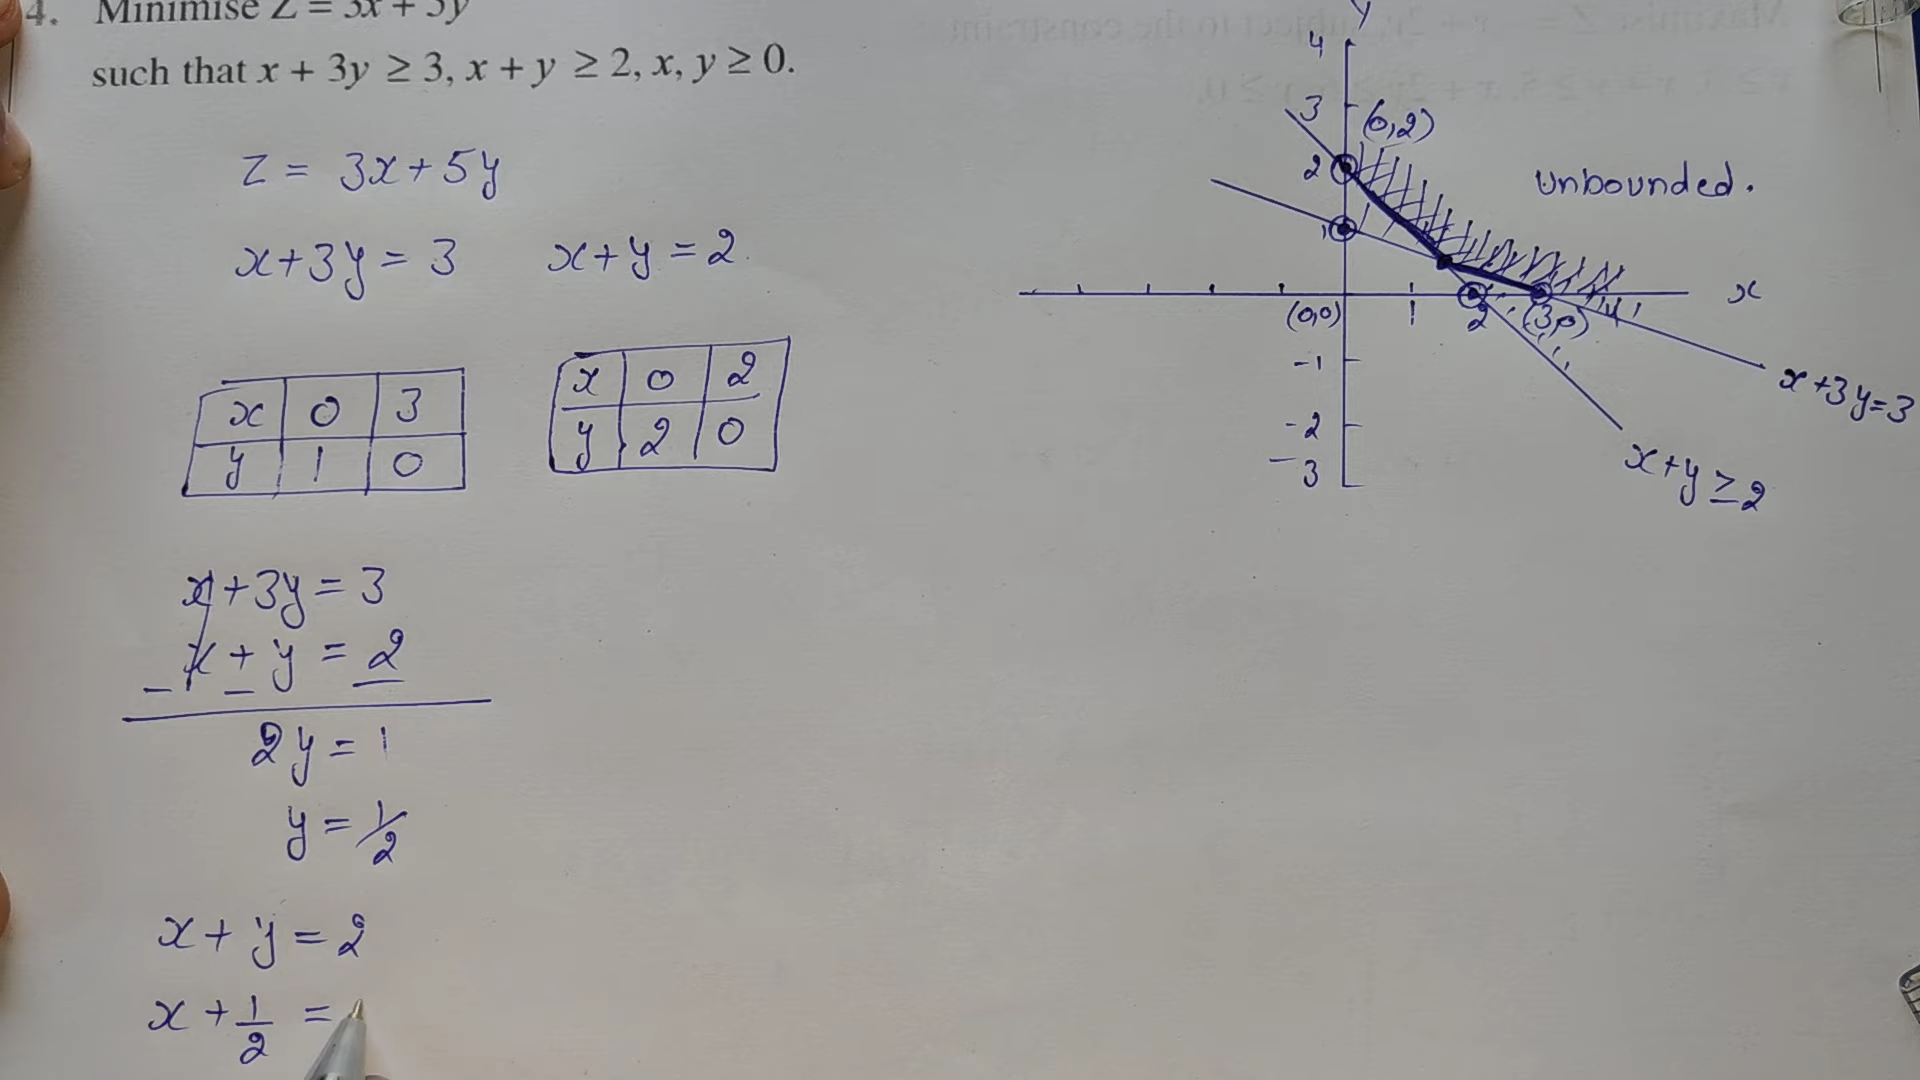 4. Minimise Z = 3x + 5y
such that x + 3y ≥ 3, x + y ≥ 2, x, y ≥ 0.
Z = 3x + 5y
x + 3y = 3    x + y = 2
x 0 3
y 1 0
x 0 2
y 2 0
x + 3y = 3
x + y = 2
− − −
2y = 1
y = 1/2
x + y = 2
x + 1/2 =
y
4
3
(0,2)
2
Unbounded.
1
x
(0,0) 1 2 (3,0) 4
-1
-2
-3
x + 3y = 3
x + y ≥ 2